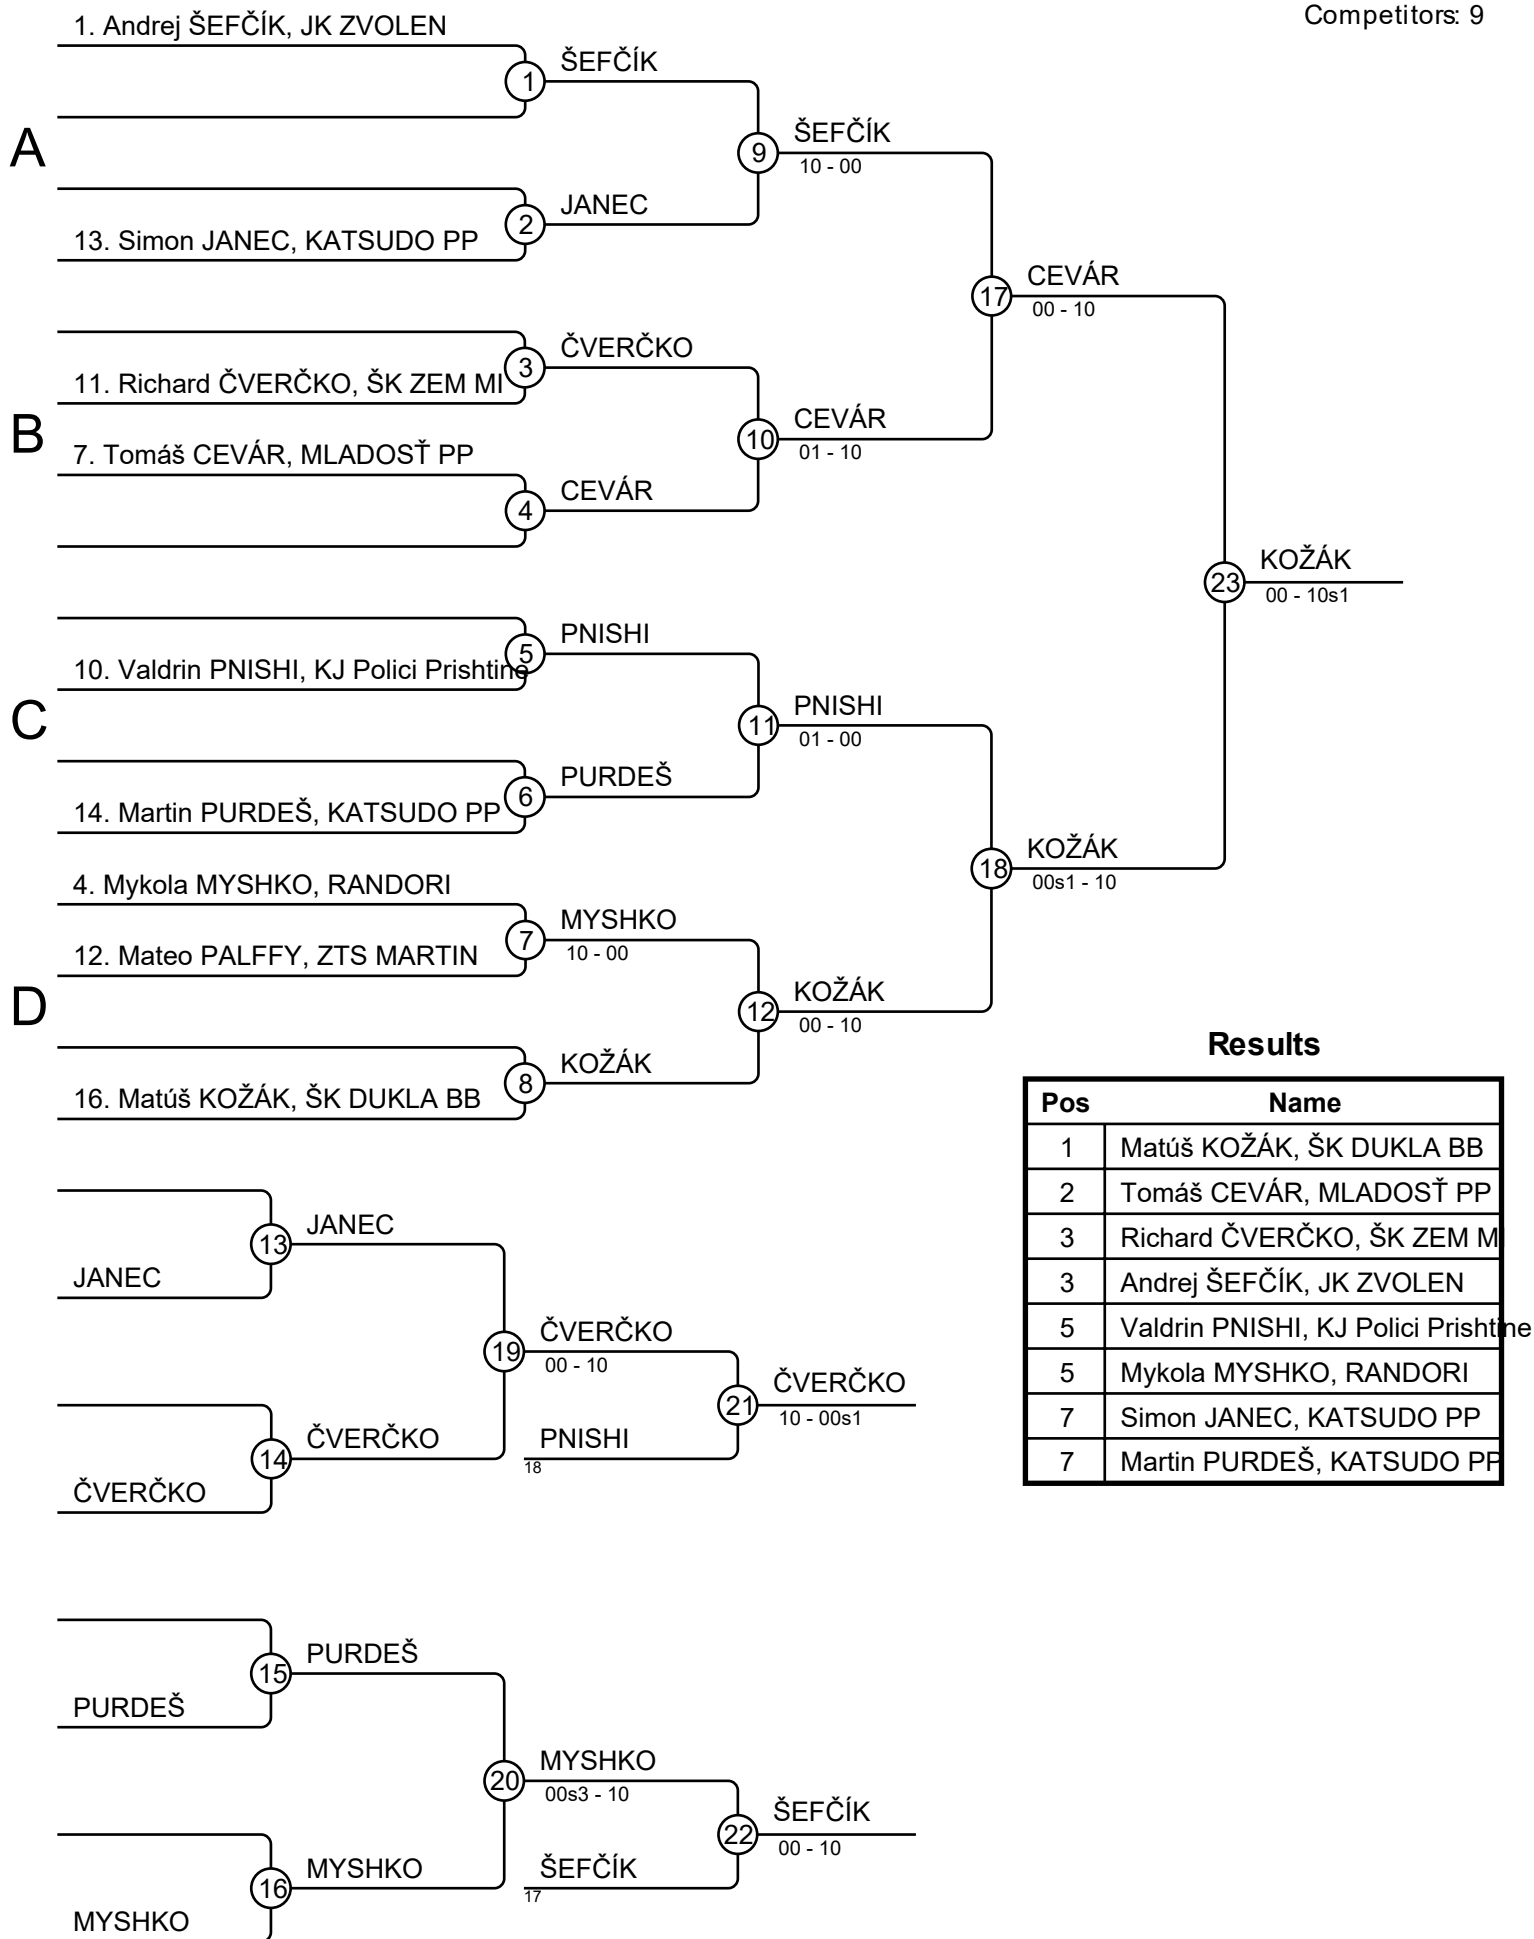 Competitors: 9
1. Andrej ŠEFČÍK, JK ZVOLEN
1
ŠEFČÍK
A
9
ŠEFČÍK
10 - 00
2
JANEC
13. Simon JANEC, KATSUDO PP
17
CEVÁR
00 - 10
3
ČVERČKO
11. Richard ČVERČKO, ŠK ZEM MI
B
10
CEVÁR
01 - 10
7. Tomáš CEVÁR, MLADOSŤ PP
4
CEVÁR
23
KOŽÁK
00 - 10s1
5
PNISHI
10. Valdrin PNISHI, KJ Polici Prishtine
C
11
PNISHI
01 - 00
6
PURDEŠ
14. Martin PURDEŠ, KATSUDO PP
18
KOŽÁK
00s1 - 10
4. Mykola MYSHKO, RANDORI
7
MYSHKO
10 - 00
12. Mateo PALFFY, ZTS MARTIN
D
12
KOŽÁK
00 - 10
8
KOŽÁK
16. Matúš KOŽÁK, ŠK DUKLA BB
Results
Pos Name
1 Matúš KOŽÁK, ŠK DUKLA BB
2 Tomáš CEVÁR, MLADOSŤ PP
3 Richard ČVERČKO, ŠK ZEM MI
3 Andrej ŠEFČÍK, JK ZVOLEN
5 Valdrin PNISHI, KJ Polici Prishtine
5 Mykola MYSHKO, RANDORI
7 Simon JANEC, KATSUDO PP
7 Martin PURDEŠ, KATSUDO PP
13
JANEC
JANEC
19
ČVERČKO
00 - 10
21
ČVERČKO
10 - 00s1
14
ČVERČKO
PNISHI
18
ČVERČKO
15
PURDEŠ
PURDEŠ
20
MYSHKO
00s3 - 10
22
ŠEFČÍK
00 - 10
16
MYSHKO
ŠEFČÍK
17
MYSHKO